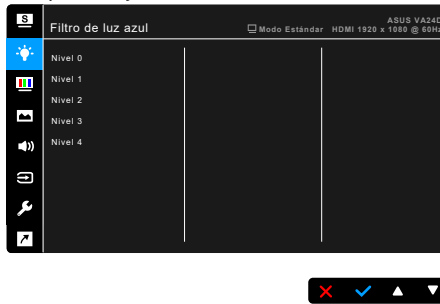 S
Filtro de luz azul
ASUS VA24D
Modo Estándar HDMI 1920 x 1080 @ 60Hz
Nivel 0
Nivel 1
Nivel 2
Nivel 3
Nivel 4